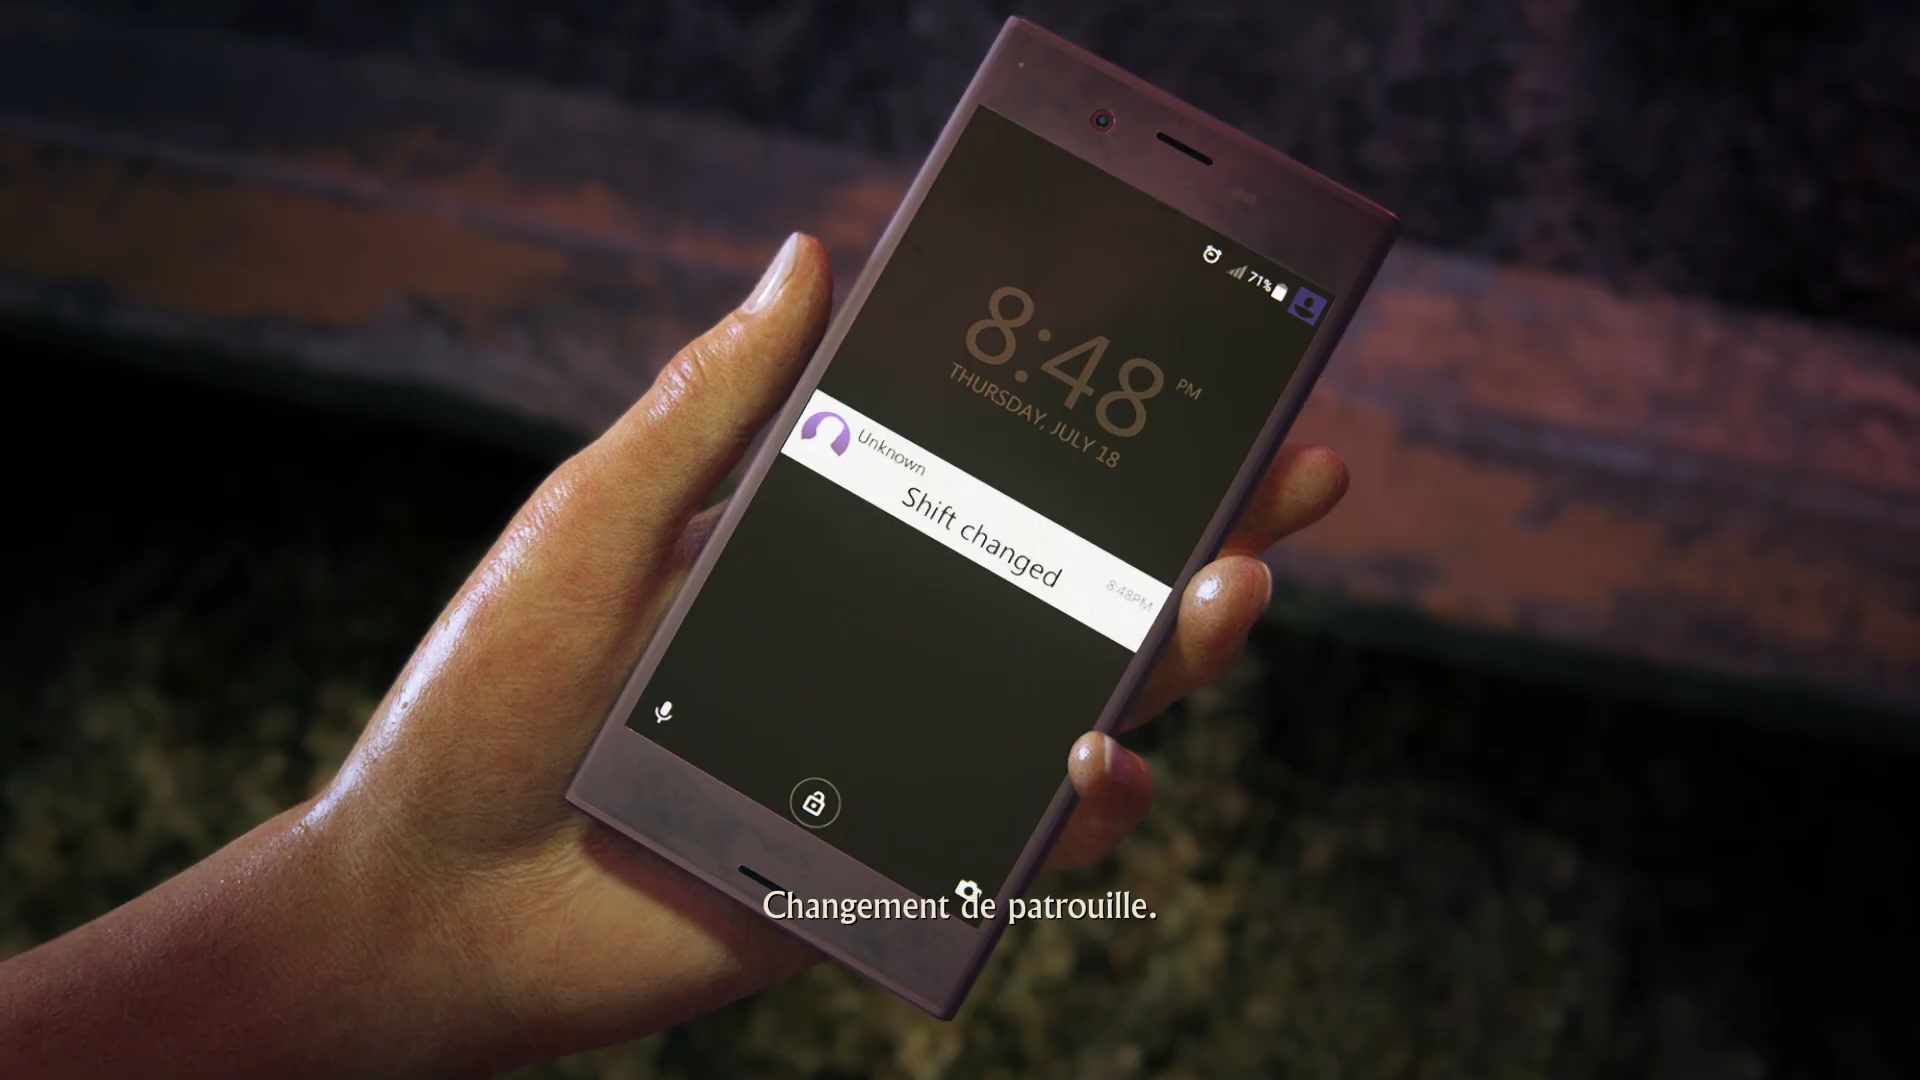 71%
8:48 PM
THURSDAY, JULY 18
Unknown
Shift changed
8:48PM
Changement de patrouille.